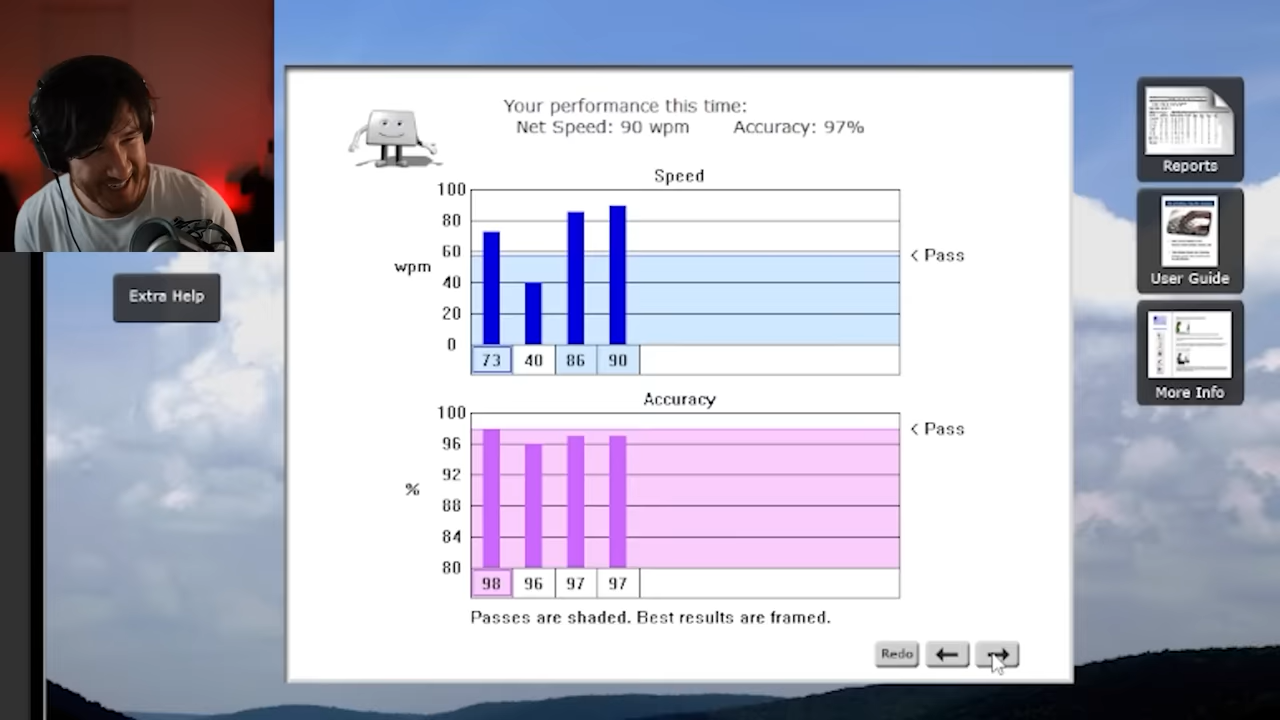 Your performance this time:
Net Speed: 90 wpm Accuracy: 97%
Speed
100
80
60
40
20
0
wpm
< Pass
73 40 86 90
Accuracy
100
96
92
88
84
80
%
< Pass
98 96 97 97
Passes are shaded. Best results are framed.
Redo
Extra Help
Reports
User Guide
More Info